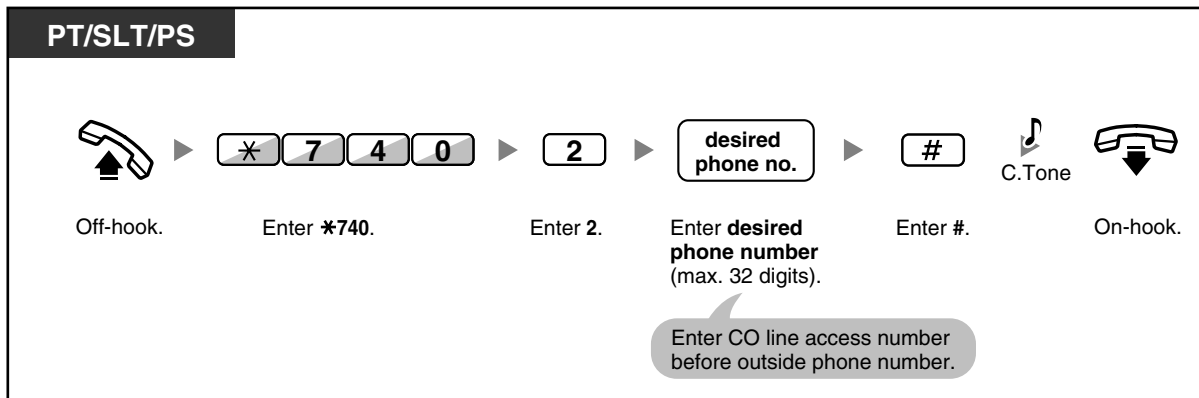 PT/SLT/PS
✳ 7 4 0
2
desired
phone no.
#
C.Tone
Off-hook.
Enter ✳740.
Enter 2.
Enter desired
phone number
(max. 32 digits).
Enter #.
On-hook.
Enter CO line access number
before outside phone number.